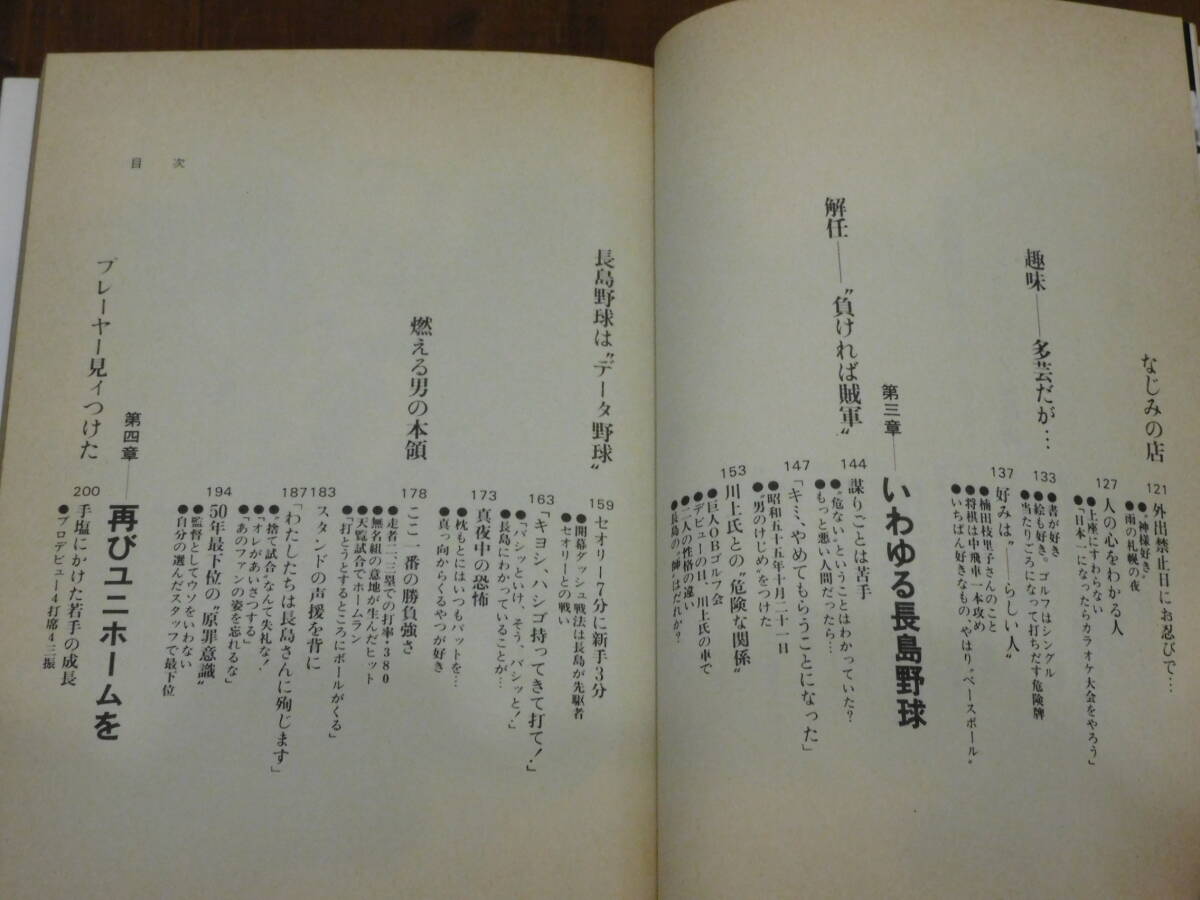 なじみの店
121 外出禁止日にお忍びで…
●雨の札幌の夜
●〝神様好き〟
127 人の心をわかる人
●上座にすわらない
●「日本一になったらカラオケ大会をやろう」
趣味——多芸だが…
133 ●書が好き
●絵も好き。ゴルフはシングル
●当たりごろになって打ちだす危険牌
137 好みは〝——らしい人〟
●楠田枝里子さんのこと
●将棋は中飛車一本攻め
●いちばん好きなもの、やはり〝ベースボール〟
第三章——いわゆる長島野球
解任——〝負ければ賊軍〟
144 謀りごとは苦手
●〝危ない〟ということはわかっていた?
●もっと悪い人間だったら…
147 「キミ、やめてもらうことになった」
●昭和五十五年十月二十一日
●〝男のけじめ〟をつけた
153 川上氏との〝危険な関係〟
●巨人OBゴルフ会
●デビューの日、川上氏の車で
●二人の性格の違い
●長島の〝師〟はだれか?
長島野球は〝データ野球〟
159 セオリー7分に新手3分
●開幕ダッシュ戦法は長島が先駆者
●セオリーとの戦い
163 「キヨシ、ハシゴ持ってきて打て!」
●「バシッといけ、そう、バシッと!」
●長島にわかっていることが…
173 真夜中の恐怖
●枕もとにはいつもバットを…
●真っ向からくるやつが好き
燃える男の本領
178 ここ一番の勝負強さ
●走者二、三塁での打率・380
●無名組の意地が生んだヒット
●天覧試合でホームラン
●「打とうとするところにボールがくる」
183 スタンドの声援を背に
187 「わたしたちは長島さんに殉じます」
●〝捨て試合〟なんて失礼な!
●「オレがあいさつする」
●「あのファンの姿を忘れるな」
194 50年最下位の〝原罪意識〟
●監督としてウソをいわない
●自分の選んだスタッフで最下位
第四章——再びユニホームを
プレーヤー見ィつけた
200 手塩にかけた若手の成長
●プロデビュー4打席4三振
目次